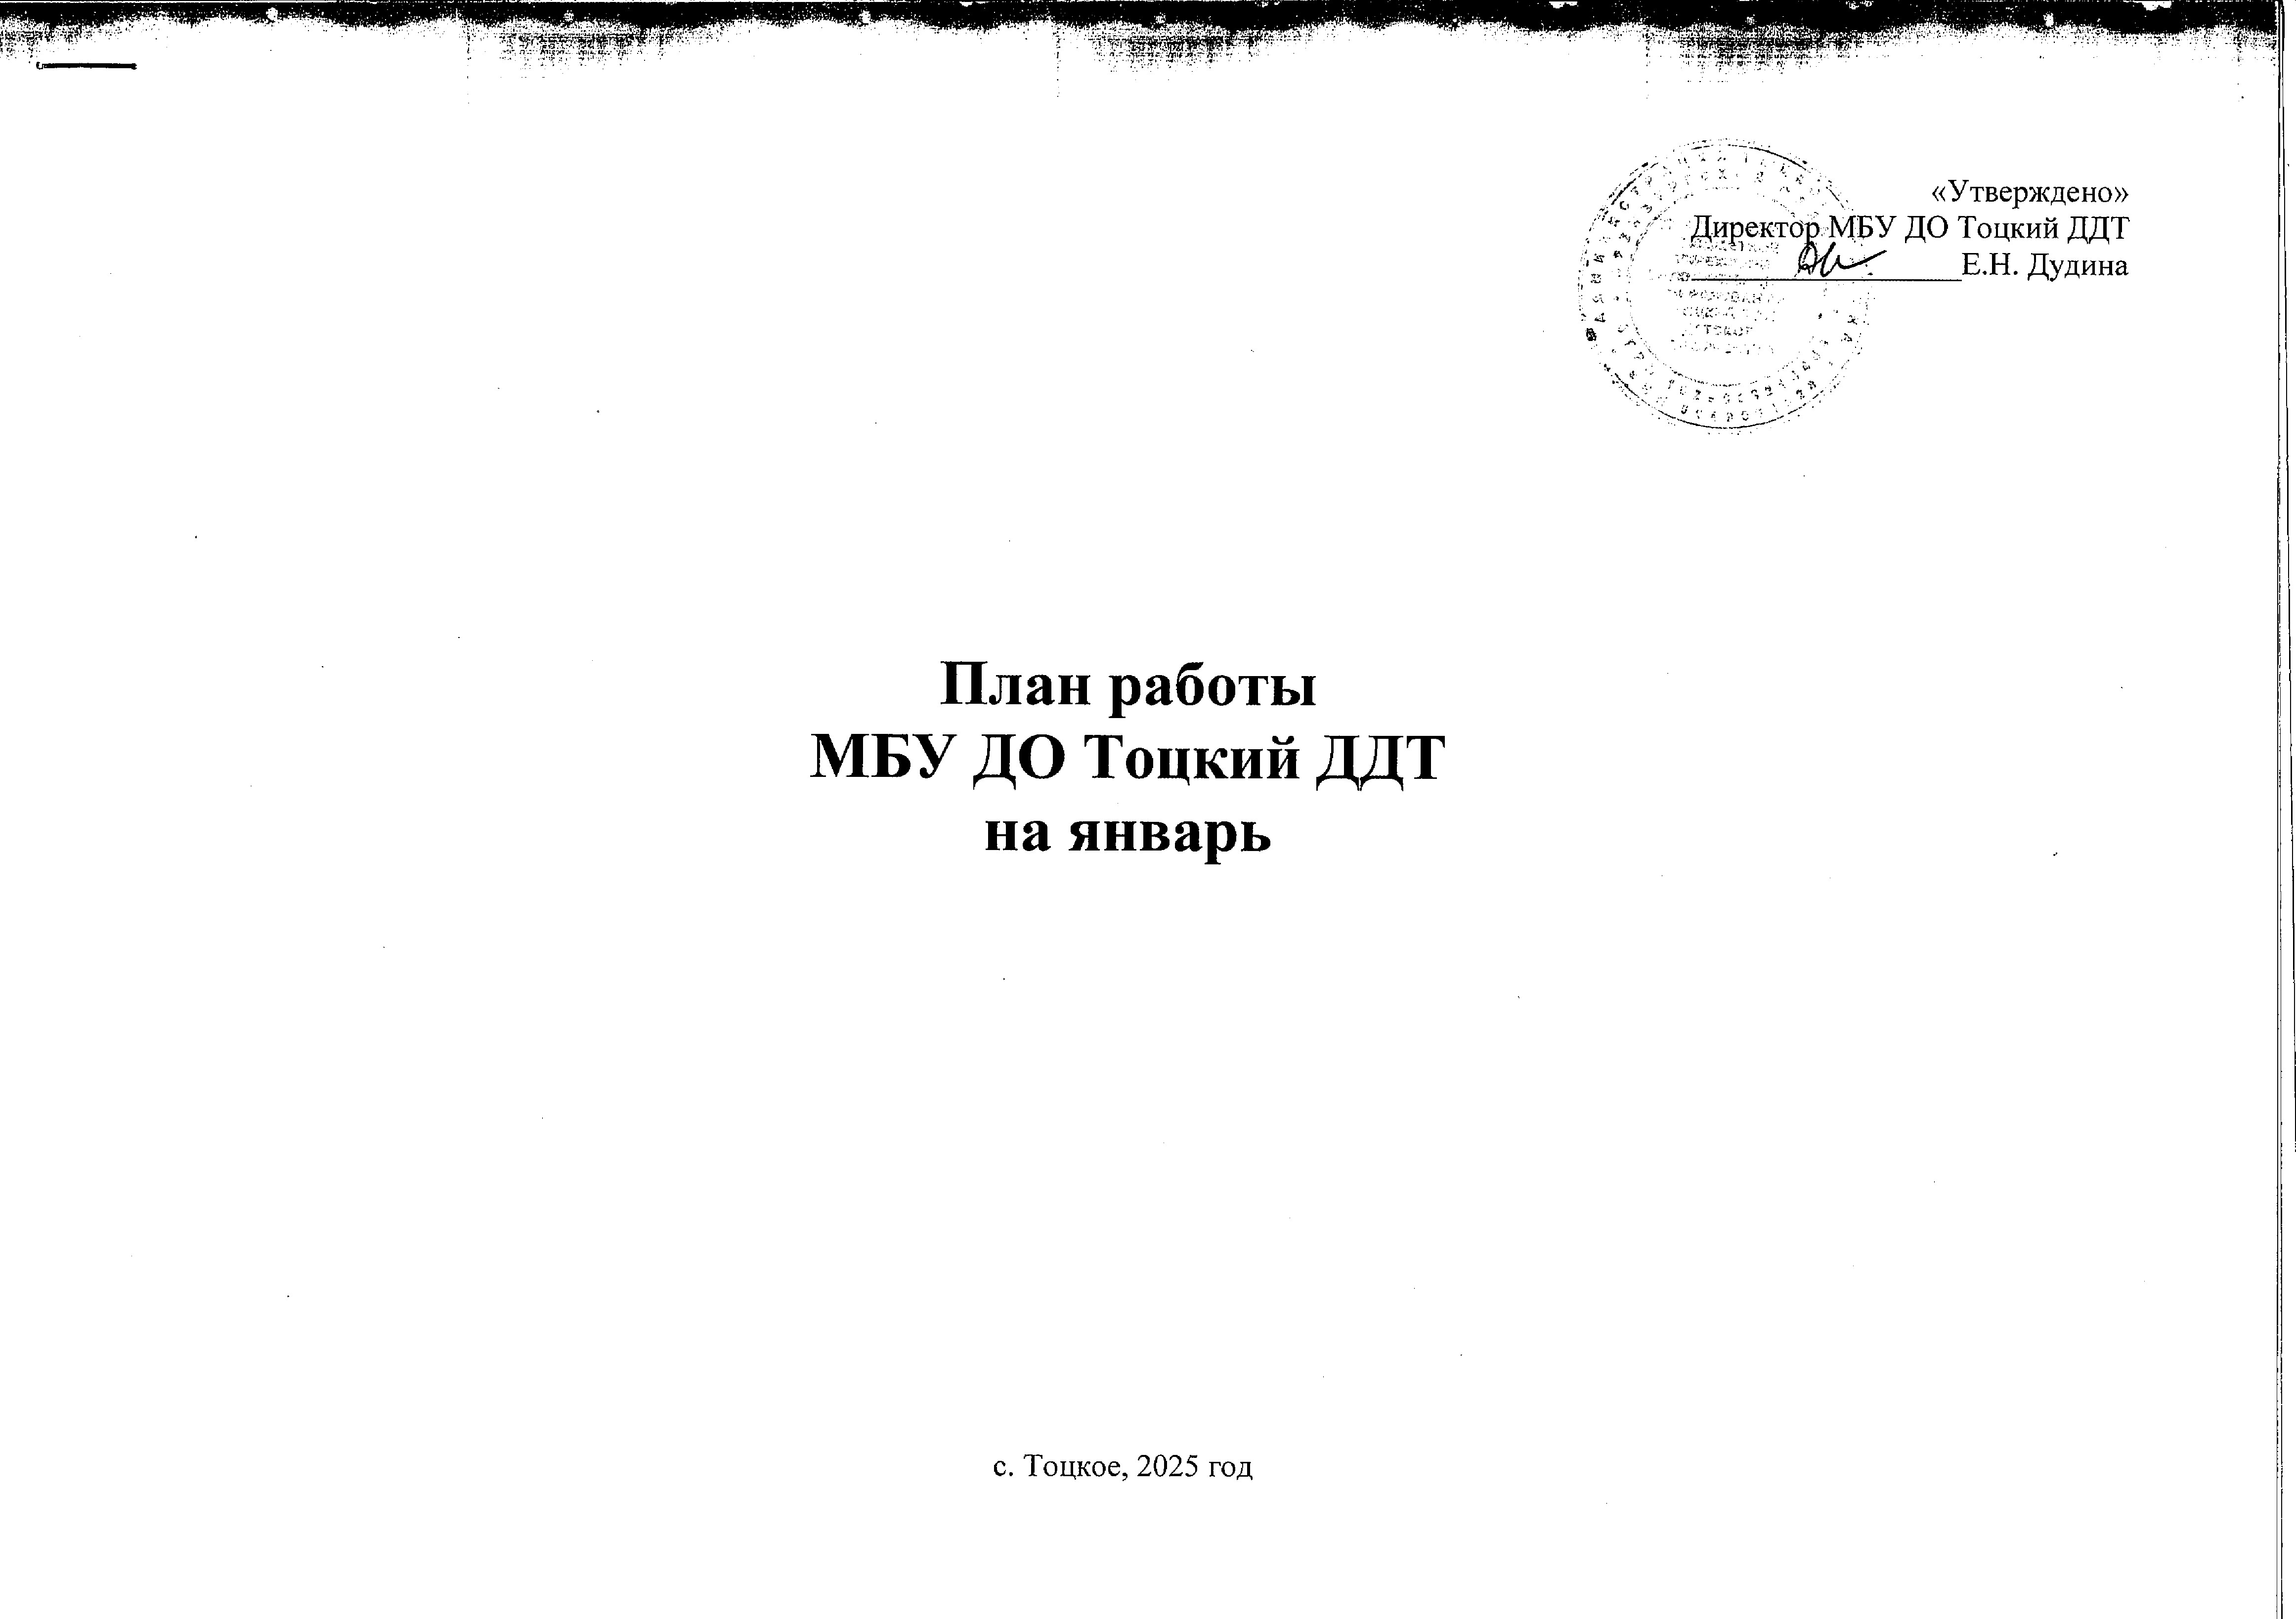 «Утверждено»
Директор МБУ ДО Тоцкий ДДТ
Е.Н. Дудина
План работы
МБУ ДО Тоцкий ДДТ
на январь
с. Тоцкое, 2025 год